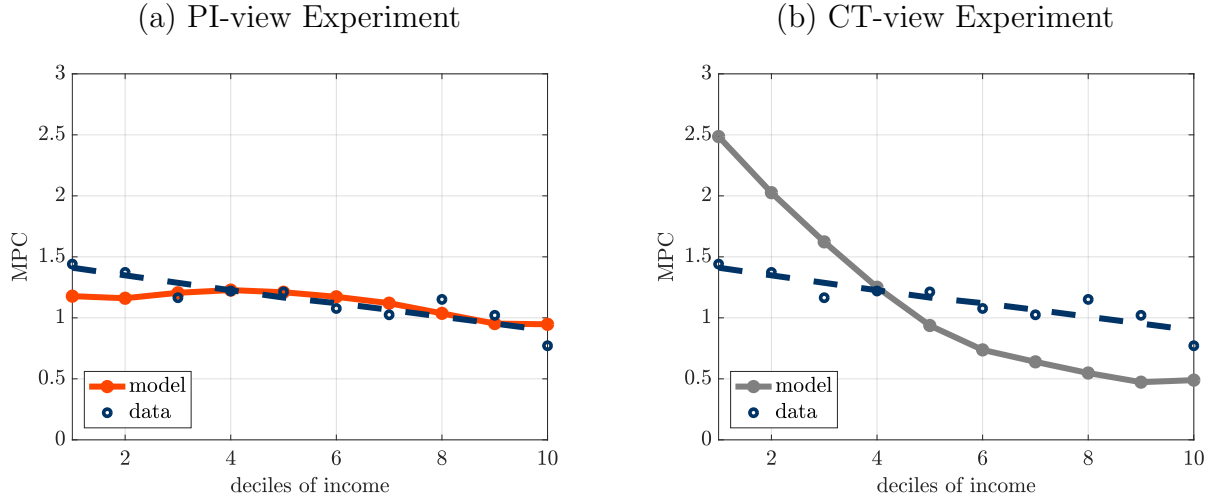 (a) PI-view Experiment
3
2.5
2
1.5
1
0.5
0
MPC
model
data
2 4 6 8 10
deciles of income
(b) CT-view Experiment
3
2.5
2
1.5
1
0.5
0
MPC
model
data
2 4 6 8 10
deciles of income